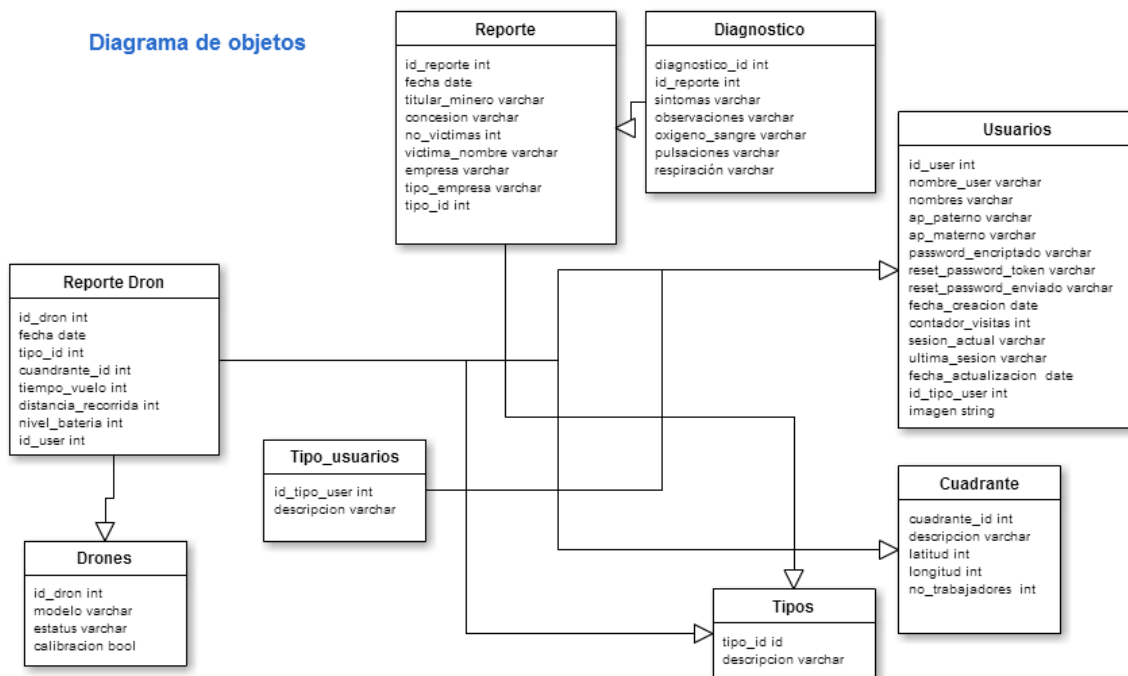 Diagrama de objetos
Reporte
id_reporte int
fecha date
titular_minero varchar
concesion varchar
no_victimas int
victima_nombre varchar
empresa varchar
tipo_empresa varchar
tipo_id int
Diagnostico
diagnostico_id int
id_reporte int
sintomas varchar
observaciones varchar
oxigeno_sangre varchar
pulsaciones varchar
respiración varchar
Usuarios
id_user int
nombre_user varchar
nombres varchar
ap_paterno varchar
ap_materno varchar
password_encriptado varchar
reset_password_token varchar
reset_password_enviado varchar
fecha_creacion date
contador_visitas int
sesion_actual varchar
ultima_sesion varchar
fecha_actualizacion date
id_tipo_user int
imagen string
Reporte Dron
id_dron int
fecha date
tipo_id int
cuandrante_id int
tiempo_vuelo int
distancia_recorrida int
nivel_bateria int
id_user int
Tipo_usuarios
id_tipo_user int
descripcion varchar
Cuadrante
cuadrante_id int
descripcion varchar
latitud int
longitud int
no_trabajadores int
Drones
id_dron int
modelo varchar
estatus varchar
calibracion bool
Tipos
tipo_id id
descripcion varchar